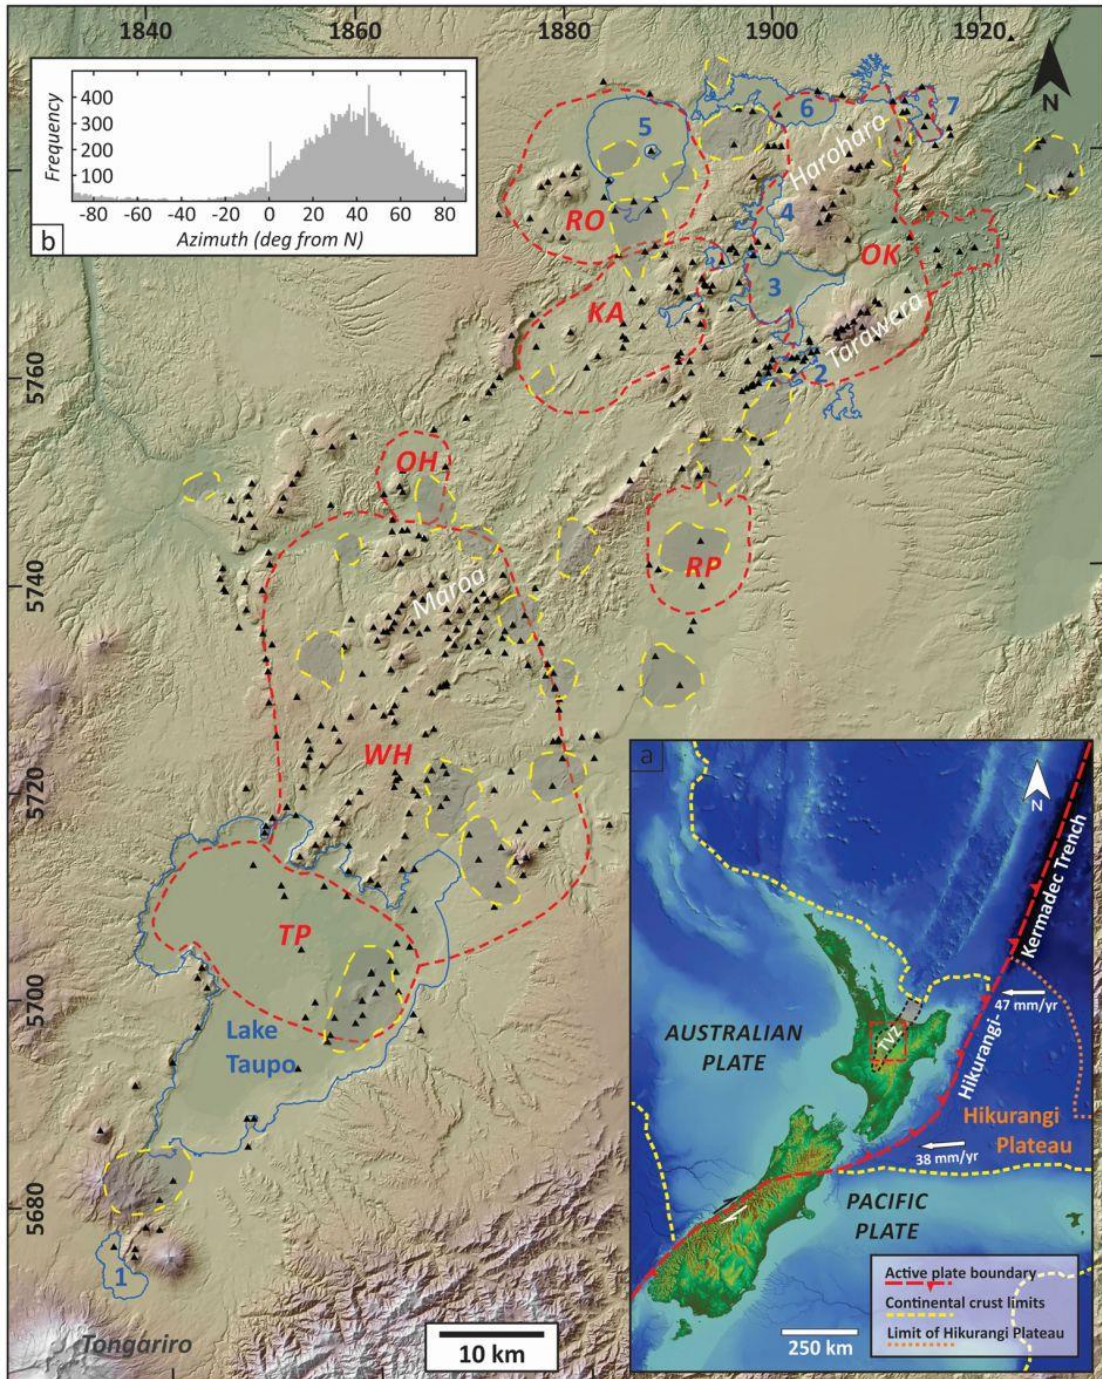 1840 1860 1880 1900 1920
N
400
300
200
100
Frequency
-80 -60 -40 -20 0 20 40 60 80
Azimuth (deg from N)
b
5
6
7
Haroharo
RO
4
OK
3
KA
Tarawera
2
5760
OH
RP
5740
Maroa
WH
5720
TP
5700
Lake
Taupo
5680
1
Tongariro
10 km
a
N
Kermadec Trench
47 mm/yr
Hikurangi-
TVZ
AUSTRALIAN
PLATE
Hikurangi
Plateau
38 mm/yr
PACIFIC
PLATE
Active plate boundary
Continental crust limits
Limit of Hikurangi Plateau
250 km